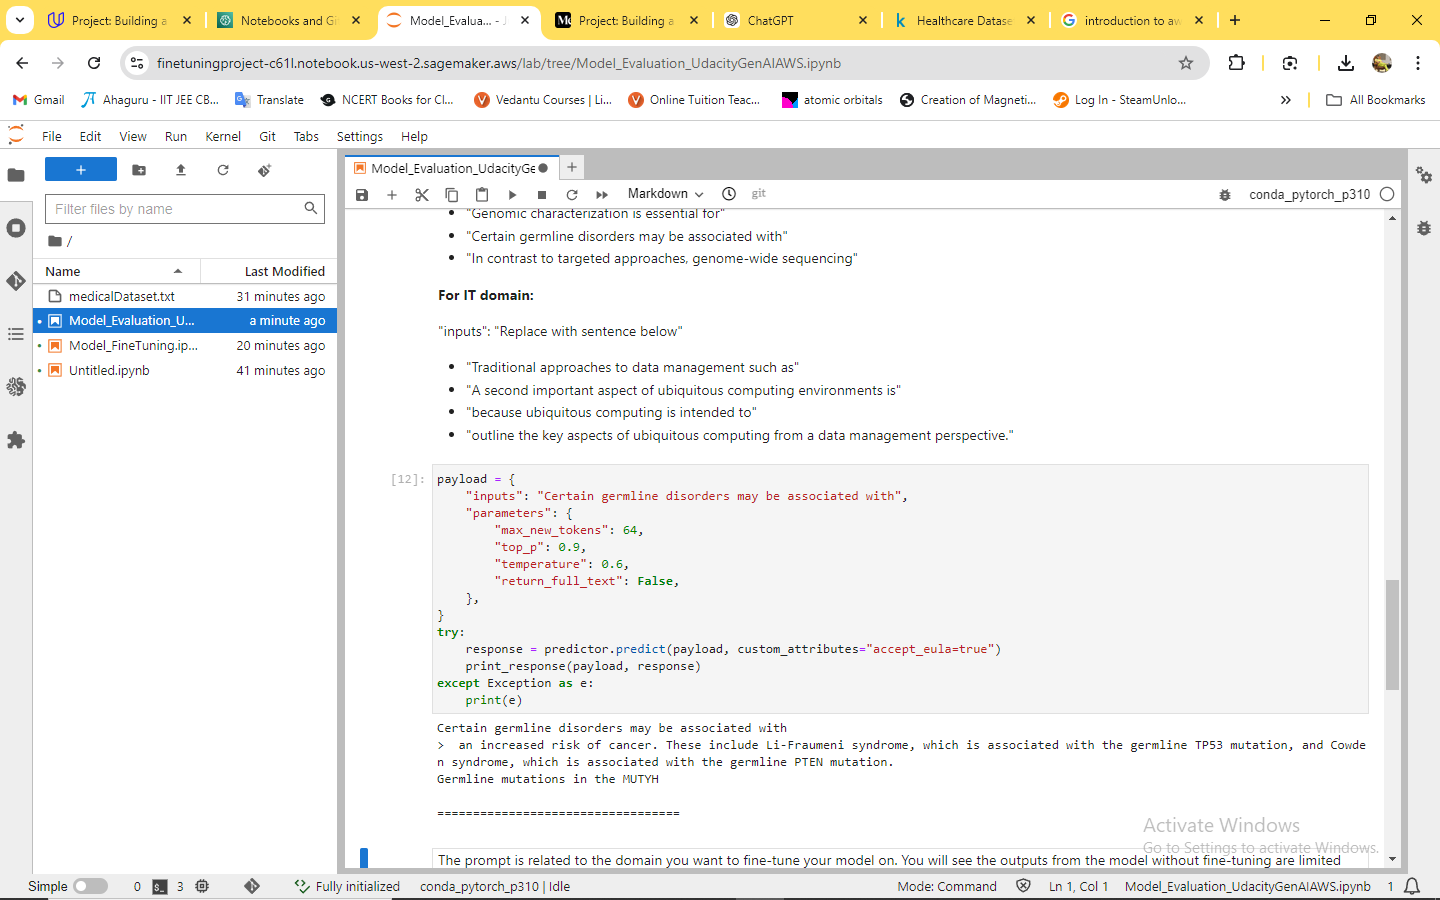 Project: Building a
Notebooks and Gi
Model_Evalua... - J
Project: Building a
ChatGPT
Healthcare Datase
introduction to aw
finetuningproject-c61l.notebook.us-west-2.sagemaker.aws/lab/tree/Model_Evaluation_UdacityGenAIAWS.ipynb
Gmail
Ahaguru - IIT JEE CB...
Translate
NCERT Books for Cl...
Vedantu Courses | Li...
Online Tuition Teac...
atomic orbitals
Creation of Magneti...
Log In - SteamUnlo...
All Bookmarks
File Edit View Run Kernel Git Tabs Settings Help
Filter files by name
/
Name Last Modified
medicalDataset.txt 31 minutes ago
Model_Evaluation_U... a minute ago
Model_FineTuning.ip... 20 minutes ago
Untitled.ipynb 41 minutes ago
Model_Evaluation_UdacityGe
Markdown
git
conda_pytorch_p310
"Genomic characterization is essential for"
"Certain germline disorders may be associated with"
"In contrast to targeted approaches, genome-wide sequencing"
For IT domain:
"inputs": "Replace with sentence below"
"Traditional approaches to data management such as"
"A second important aspect of ubiquitous computing environments is"
"because ubiquitous computing is intended to"
"outline the key aspects of ubiquitous computing from a data management perspective."
[12]: payload = {
"inputs": "Certain germline disorders may be associated with",
"parameters": {
"max_new_tokens": 64,
"top_p": 0.9,
"temperature": 0.6,
"return_full_text": False,
},
}
try:
response = predictor.predict(payload, custom_attributes="accept_eula=true")
print_response(payload, response)
except Exception as e:
print(e)
Certain germline disorders may be associated with
> an increased risk of cancer. These include Li-Fraumeni syndrome, which is associated with the germline TP53 mutation, and Cowde
n syndrome, which is associated with the germline PTEN mutation.
Germline mutations in the MUTYH
==================================
Activate Windows
Go to Settings to activate Windows.
The prompt is related to the domain you want to fine-tune your model on. You will see the outputs from the model without fine-tuning are limited
Simple 0 3 Fully initialized conda_pytorch_p310 | Idle Mode: Command Ln 1, Col 1 Model_Evaluation_UdacityGenAIAWS.ipynb 1